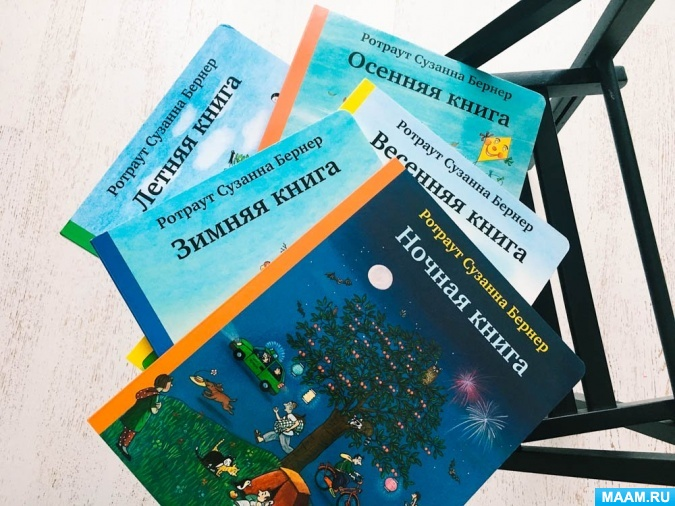 Ротраут Сузанна Бернер
Осенняя книга
Ротраут Сузанна Бернер
Летняя книга
Ротраут Сузанна Бернер
Весенняя книга
Ротраут Сузанна Бернер
Зимняя книга
Ротраут Сузанна Бернер
Ночная книга
MAAM.RU